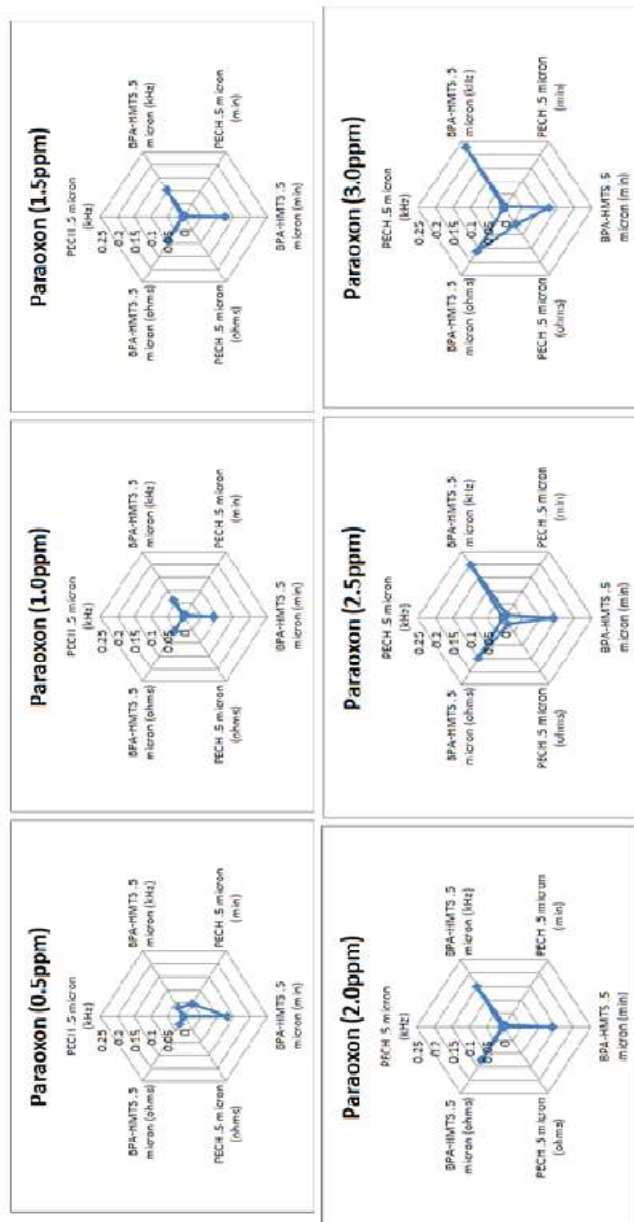 Paraoxon (0.5ppm)
PECH .5 micron
(kHz)
0.25
0.2
0.15
0.1
0.05
0
BPA-HMTS .5
micron (kHz)
PECH .5 micron
(min)
BPA-HMTS .5
micron (min)
PECH .5 micron
(ohms)
BPA-HMTS .5
micron (ohms)
Paraoxon (1.0ppm)
PECH .5 micron
(kHz)
0.25
0.2
0.15
0.1
0.05
0
BPA-HMTS .5
micron (kHz)
PECH .5 micron
(min)
BPA-HMTS .5
micron (min)
PECH .5 micron
(ohms)
BPA-HMTS .5
micron (ohms)
Paraoxon (1.5ppm)
PECH .5 micron
(kHz)
0.25
0.2
0.15
0.1
0.05
0
BPA-HMTS .5
micron (kHz)
PECH .5 micron
(min)
BPA-HMTS .5
micron (min)
PECH .5 micron
(ohms)
BPA-HMTS .5
micron (ohms)
Paraoxon (2.0ppm)
PECH .5 micron
(kHz)
0.25
0.2
0.15
0.1
0.05
0
BPA-HMTS .5
micron (kHz)
PECH .5 micron
(min)
BPA-HMTS .5
micron (min)
PECH .5 micron
(ohms)
BPA-HMTS .5
micron (ohms)
Paraoxon (2.5ppm)
PECH .5 micron
(kHz)
0.25
0.2
0.15
0.1
0.05
0
BPA-HMTS .5
micron (kHz)
PECH .5 micron
(min)
BPA-HMTS .5
micron (min)
PECH .5 micron
(ohms)
BPA-HMTS .5
micron (ohms)
Paraoxon (3.0ppm)
PECH .5 micron
(kHz)
0.25
0.2
0.15
0.1
0.05
0
BPA-HMTS .5
micron (kHz)
PECH .5 micron
(min)
BPA-HMTS .5
micron (min)
PECH .5 micron
(ohms)
BPA-HMTS .5
micron (ohms)